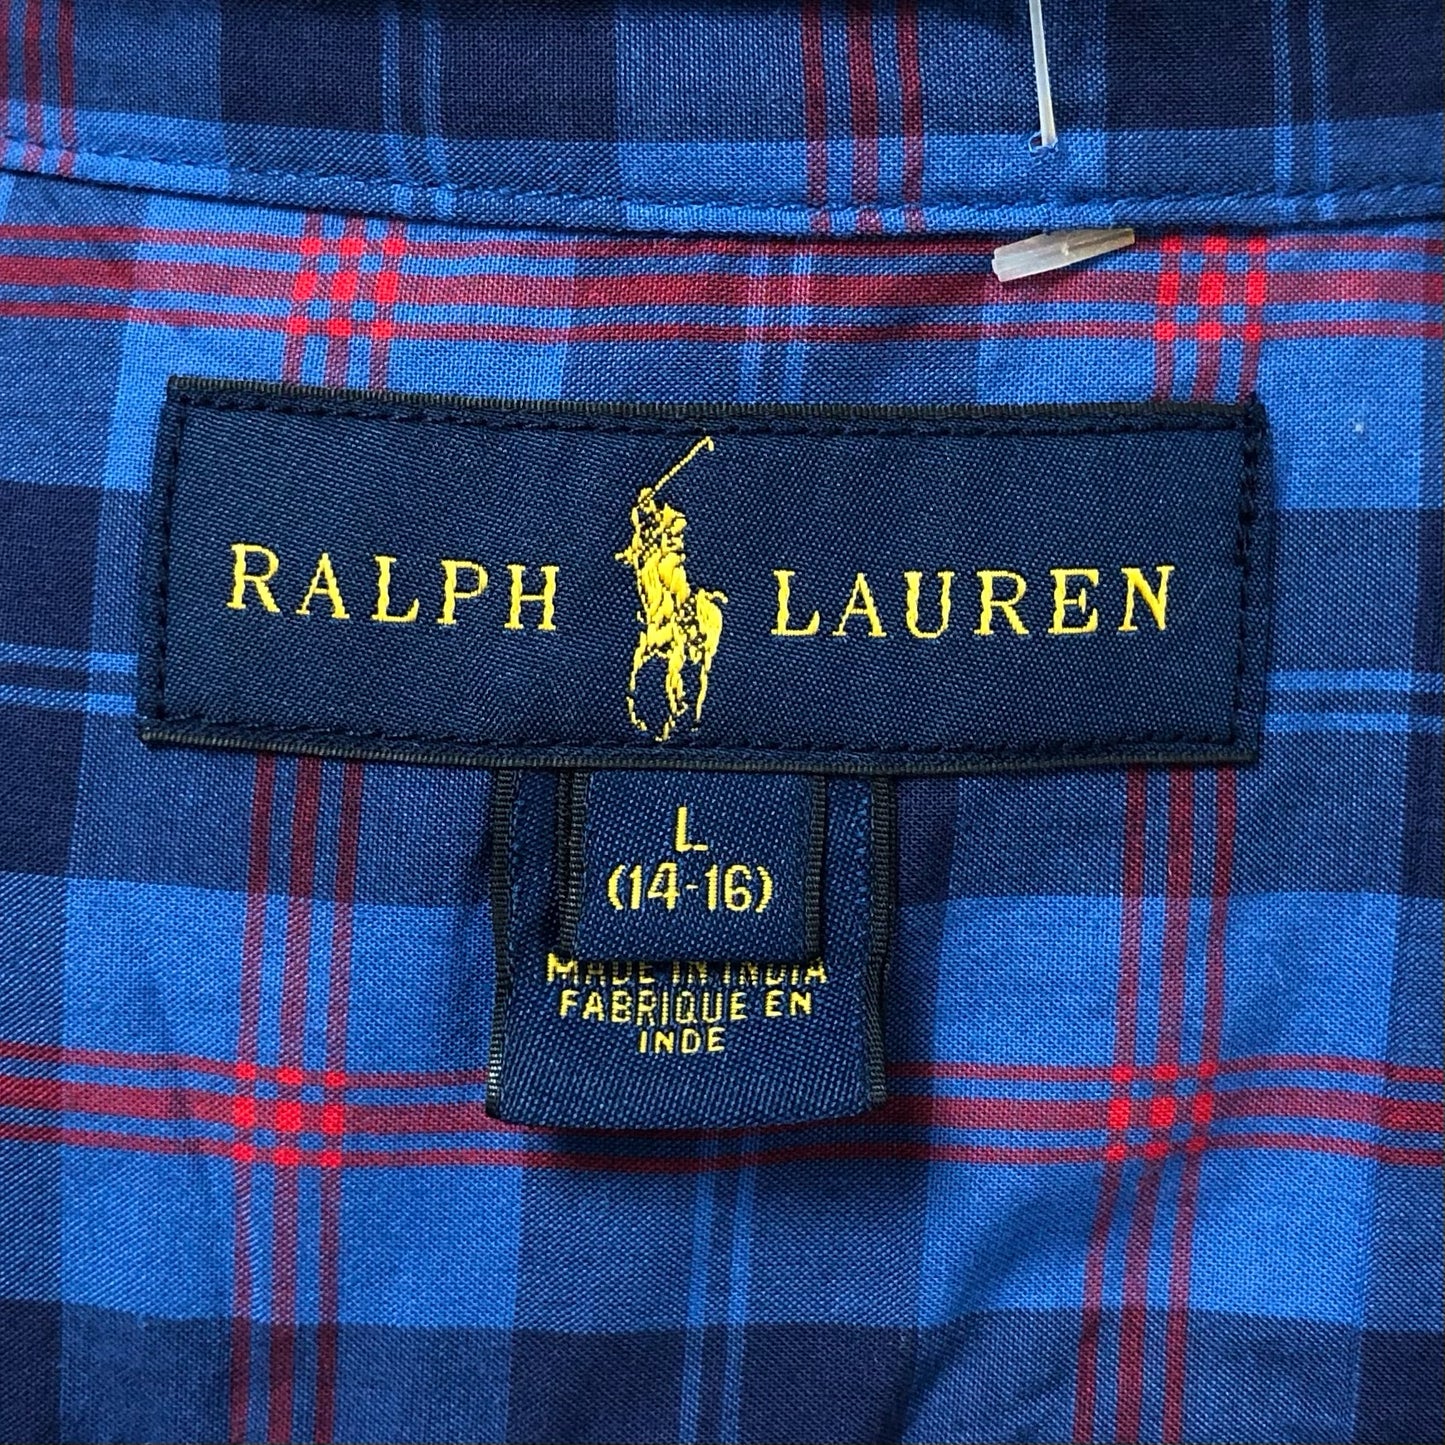 RALPH LAUREN
L
(14-16)
MADE IN INDIA
FABRIQUE EN
INDE